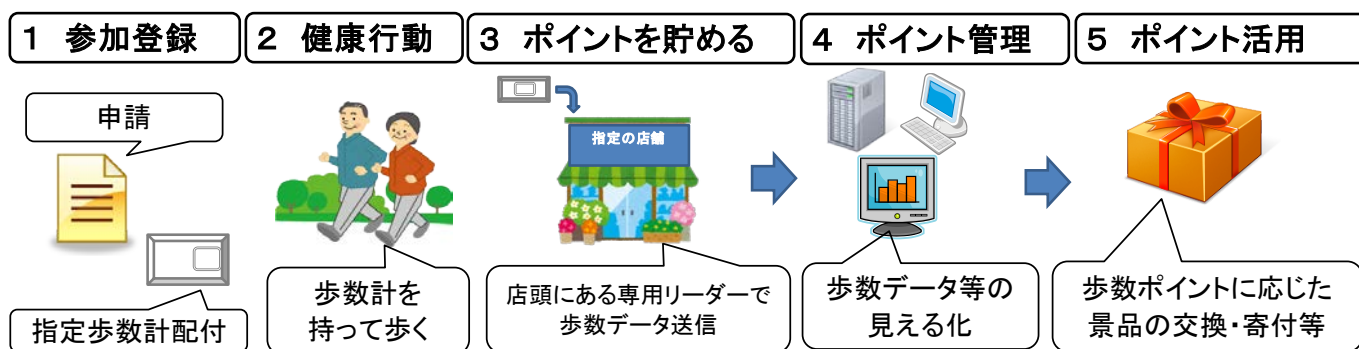 １ 参加登録
２ 健康行動
３ ポイントを貯める
４ ポイント管理
５ ポイント活用
申請
指定歩数計配付
歩数計を
持って歩く
指定の店舗
店頭にある専用リーダーで
歩数データ送信
歩数データ等の
見える化
歩数ポイントに応じた
景品の交換・寄付等